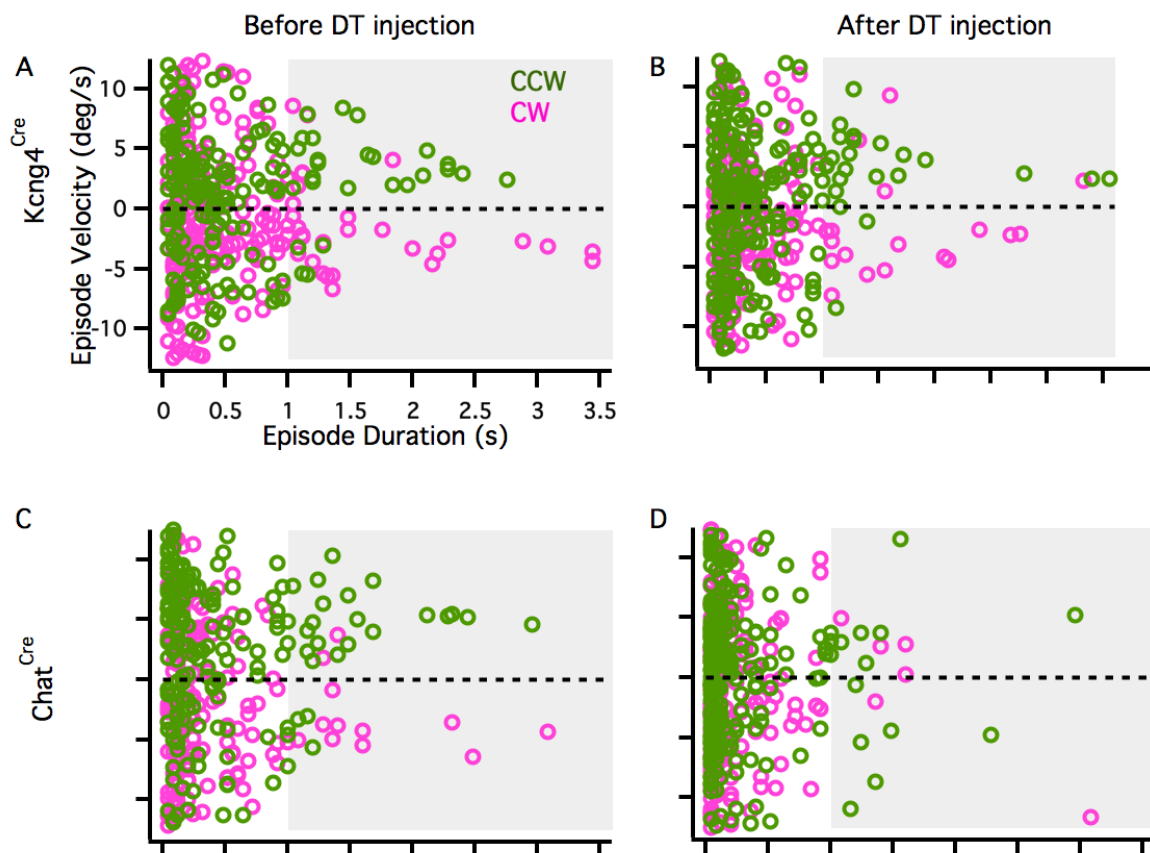 Before DT injection
After DT injection
A
B
CCW
CW
Kcng4 Cre
Episode Velocity (deg/s)
10
5
0
-5
-10
0 0.5 1 1.5 2 2.5 3 3.5
Episode Duration (s)
C
D
Chat Cre